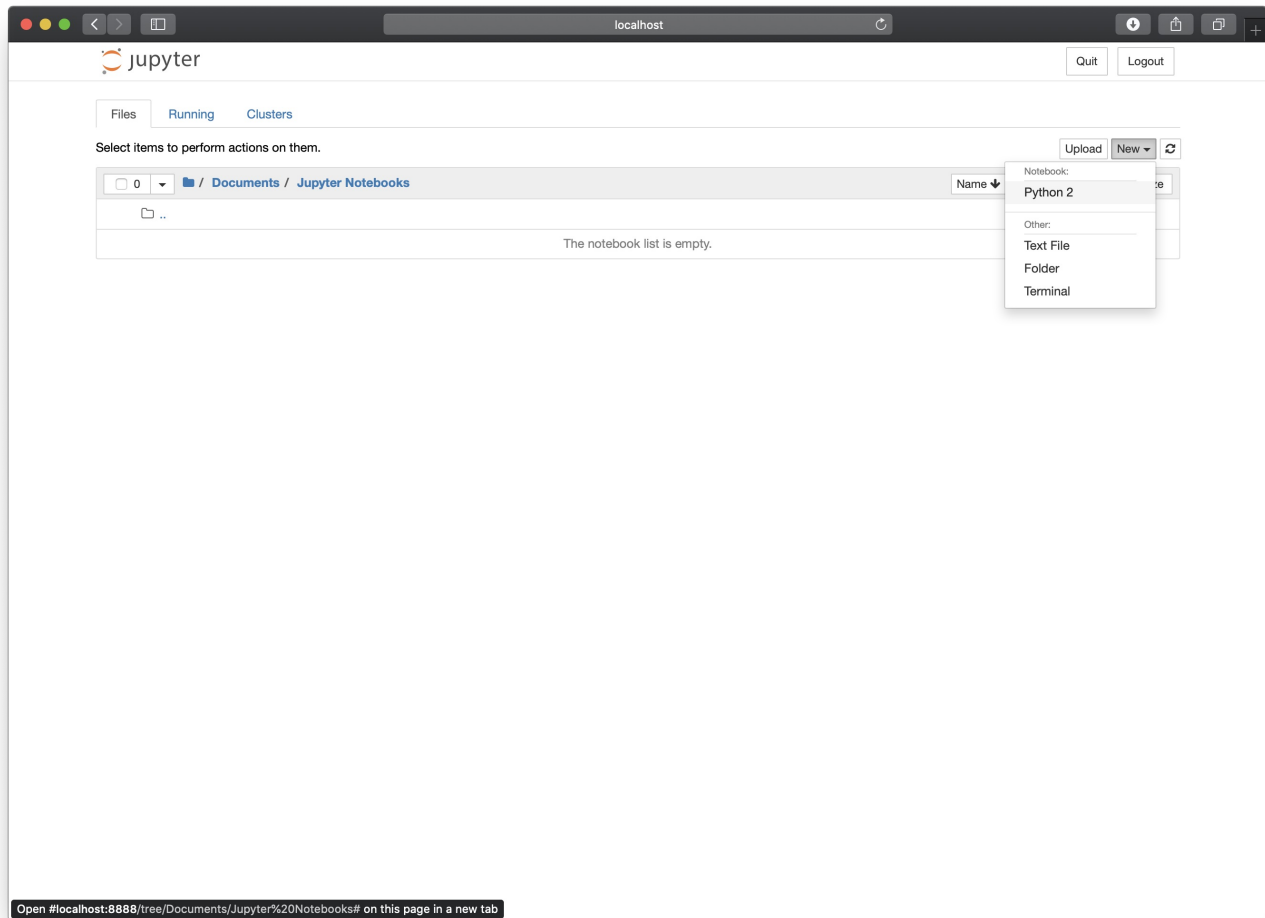 localhost
jupyter
Quit Logout
Files Running Clusters
Select items to perform actions on them.
Upload New
0 / Documents / Jupyter Notebooks
Name
Notebook:
Python 2
..
The notebook list is empty.
Other:
Text File
Folder
Terminal
Open #localhost:8888/tree/Documents/Jupyter%20Notebooks# on this page in a new tab